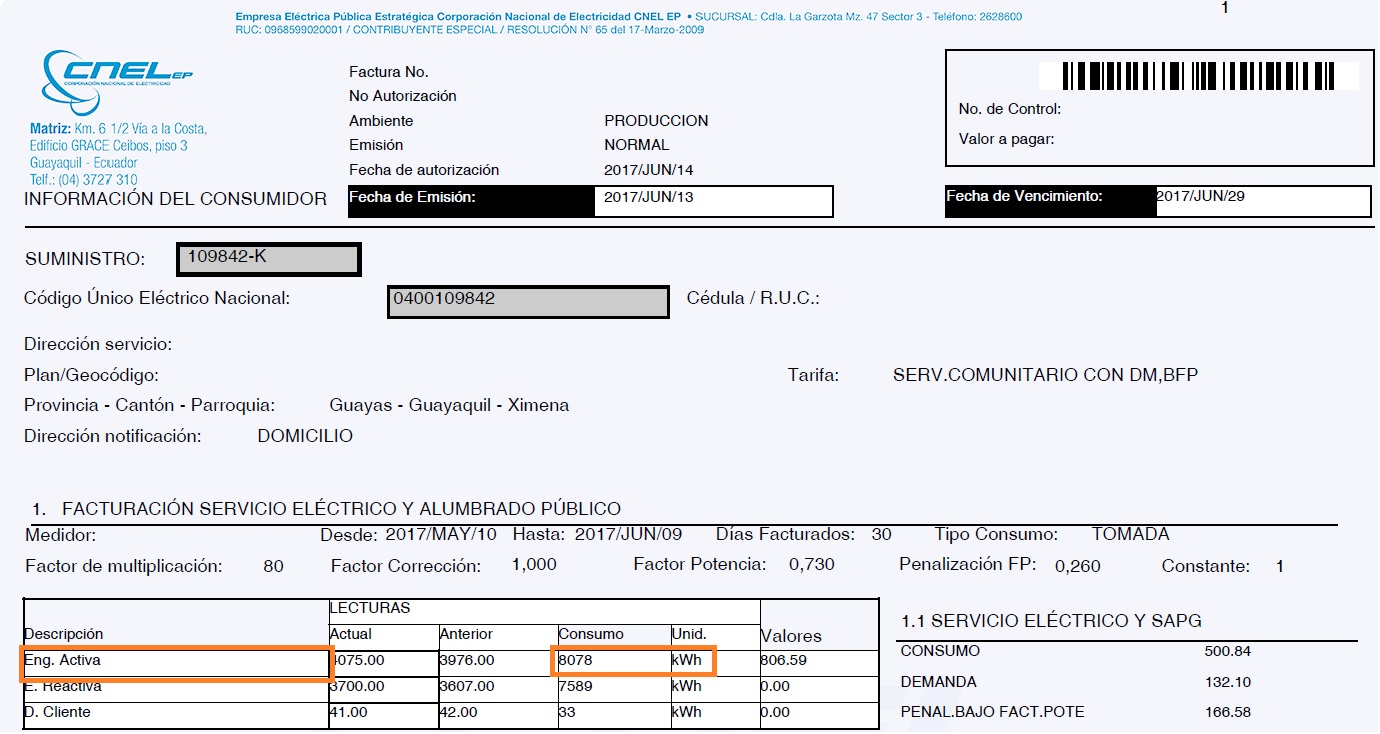 1
Empresa Eléctrica Pública Estratégica Corporación Nacional de Electricidad CNEL EP • SUCURSAL: Cdla. La Garzota Mz. 47 Sector 3 - Teléfono: 2628600
RUC: 0968599020001 / CONTRIBUYENTE ESPECIAL / RESOLUCIÓN N° 65 del 17-Marzo-2009
CNEL EP
CORPORACIÓN NACIONAL DE ELECTRICIDAD
Matriz: Km. 6 1/2 Vía a la Costa,
Edificio GRACE Ceibos, piso 3
Guayaquil - Ecuador
Telf.: (04) 3727 310
Factura No.
No Autorización
Ambiente PRODUCCION
Emisión NORMAL
Fecha de autorización 2017/JUN/14
No. de Control:
Valor a pagar:
INFORMACIÓN DEL CONSUMIDOR Fecha de Emisión: 2017/JUN/13 Fecha de Vencimiento: 2017/JUN/29
SUMINISTRO: 109842-K
Código Único Eléctrico Nacional: 0400109842 Cédula / R.U.C.:
Dirección servicio:
Plan/Geocódigo: Tarifa: SERV.COMUNITARIO CON DM,BFP
Provincia - Cantón - Parroquia: Guayas - Guayaquil - Ximena
Dirección notificación: DOMICILIO
1. FACTURACIÓN SERVICIO ELÉCTRICO Y ALUMBRADO PÚBLICO
Medidor: Desde: 2017/MAY/10 Hasta: 2017/JUN/09 Días Facturados: 30 Tipo Consumo: TOMADA
Factor de multiplicación: 80 Factor Corrección: 1,000 Factor Potencia: 0,730 Penalización FP: 0,260 Constante: 1
LECTURAS
Descripción Actual Anterior Consumo Unid. Valores
Eng. Activa 4075.00 3976.00 8078 kWh 806.59
E. Reactiva 3700.00 3607.00 7589 kWh 0.00
D. Cliente 41.00 42.00 33 kWh 0.00
1.1 SERVICIO ELÉCTRICO Y SAPG
CONSUMO 500.84
DEMANDA 132.10
PENAL.BAJO FACT.POTE 166.58